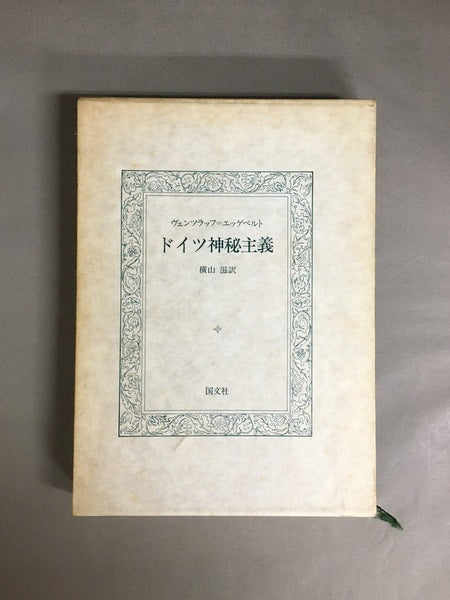 ヴェンツラッフ=エッゲベルト
ドイツ神秘主義
横山 滋訳
国文社